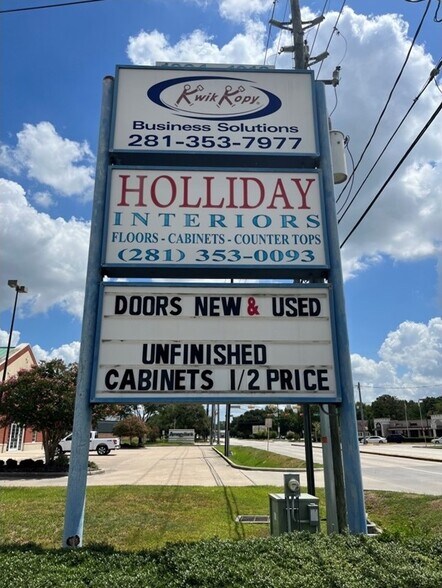 KwikKopy
Business Solutions
281-353-7977
HOLLIDAY
INTERIORS
FLOORS - CABINETS - COUNTER TOPS
(281) 353-0093
DOORS NEW & USED
UNFINISHED
CABINETS 1/2 PRICE